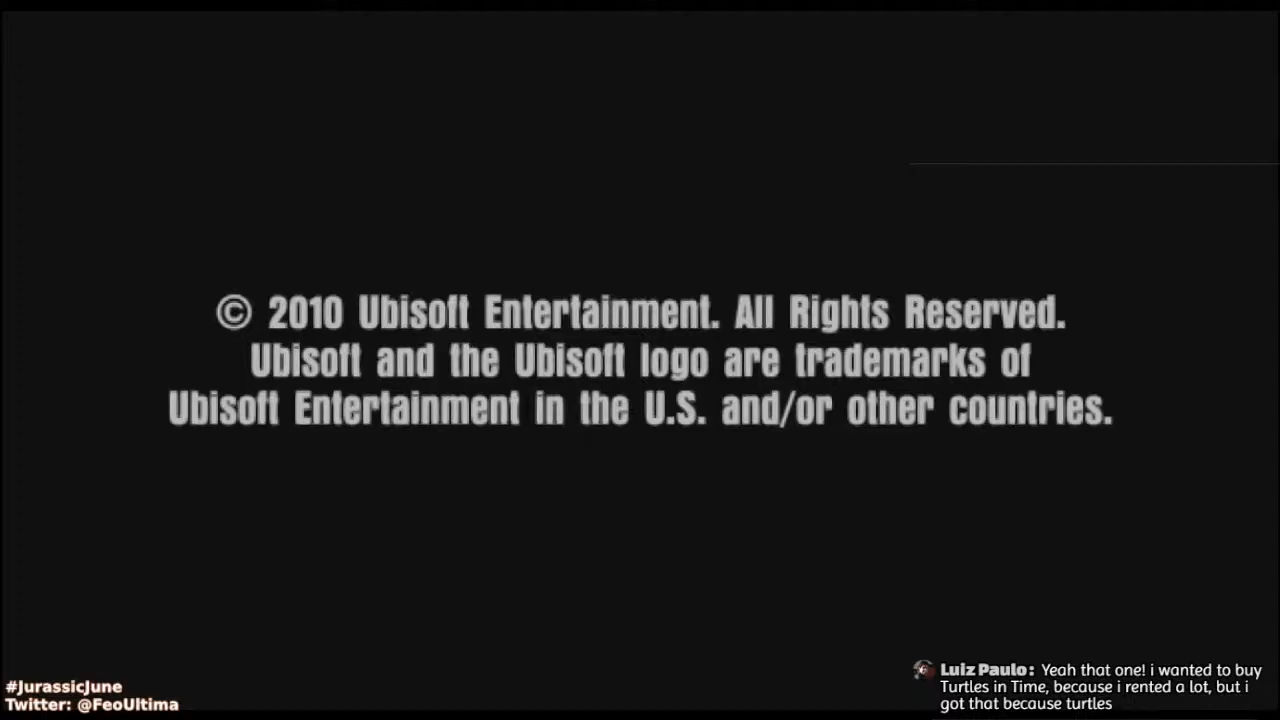 © 2010 Ubisoft Entertainment. All Rights Reserved.
Ubisoft and the Ubisoft logo are trademarks of
Ubisoft Entertainment in the U.S. and/or other countries.
#JurassicJune
Twitter: @FeoUltima
Luiz Paulo: Yeah that one! i wanted to buy
Turtles in Time, because i rented a lot, but i
got that because turtles